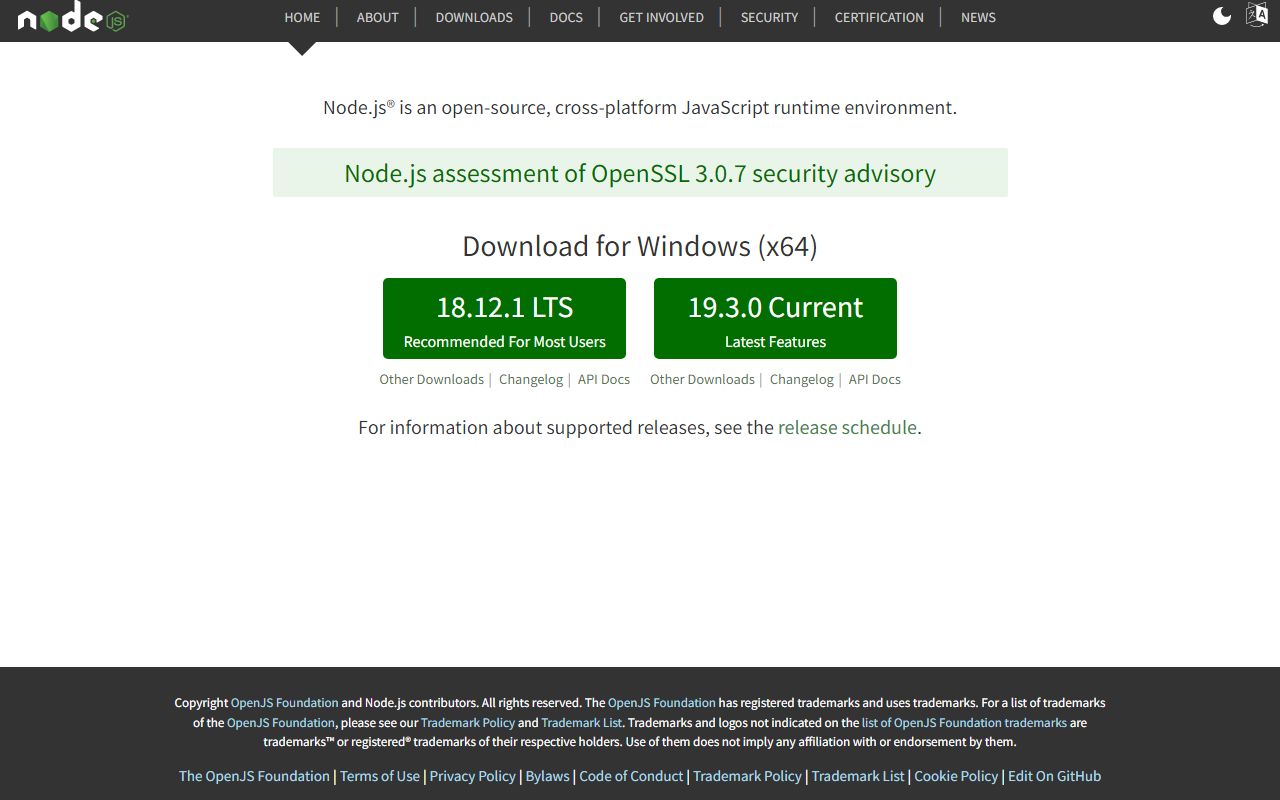 node JS
HOME | ABOUT | DOWNLOADS | DOCS | GET INVOLVED | SECURITY | CERTIFICATION | NEWS
Node.js® is an open-source, cross-platform JavaScript runtime environment.
Node.js assessment of OpenSSL 3.0.7 security advisory
Download for Windows (x64)
18.12.1 LTS
Recommended For Most Users
19.3.0 Current
Latest Features
Other Downloads | Changelog | API Docs
Other Downloads | Changelog | API Docs
For information about supported releases, see the release schedule.
Copyright OpenJS Foundation and Node.js contributors. All rights reserved. The OpenJS Foundation has registered trademarks and uses trademarks. For a list of trademarks
of the OpenJS Foundation, please see our Trademark Policy and Trademark List. Trademarks and logos not indicated on the list of OpenJS Foundation trademarks are
trademarks™ or registered® trademarks of their respective holders. Use of them does not imply any affiliation with or endorsement by them.
The OpenJS Foundation | Terms of Use | Privacy Policy | Bylaws | Code of Conduct | Trademark Policy | Trademark List | Cookie Policy | Edit On GitHub